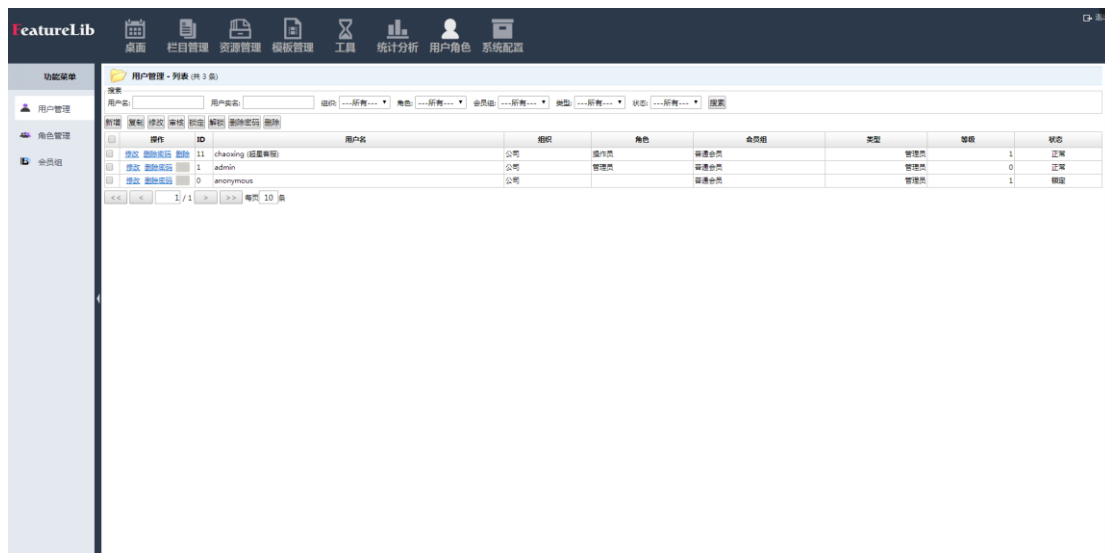 FeatureLib
桌面 栏目管理 资源管理 模板管理 工具 统计分析 用户角色 系统配置
功能菜单
用户管理
角色管理
会员组
用户管理 - 列表 (共 3 条)
搜索
用户名: 用户实名: 组织: ---所有--- 角色: ---所有--- 会员组: ---所有--- 类型: ---所有--- 状态: ---所有--- 搜索
新增 复制 修改 审核 锁定 解锁 删除密码 删除
操作 ID 用户名 组织 角色 会员组 类型 等级 状态
修改 删除密码 删除 11 chaoxing (超星客服) 公司 操作员 普通会员 管理员 1 正常
修改 删除密码 1 admin 公司 管理员 普通会员 管理员 0 正常
修改 删除密码 0 anonymous 公司 普通会员 管理员 1 锁定
<< < 1 / 1 > >> 每页 10 条